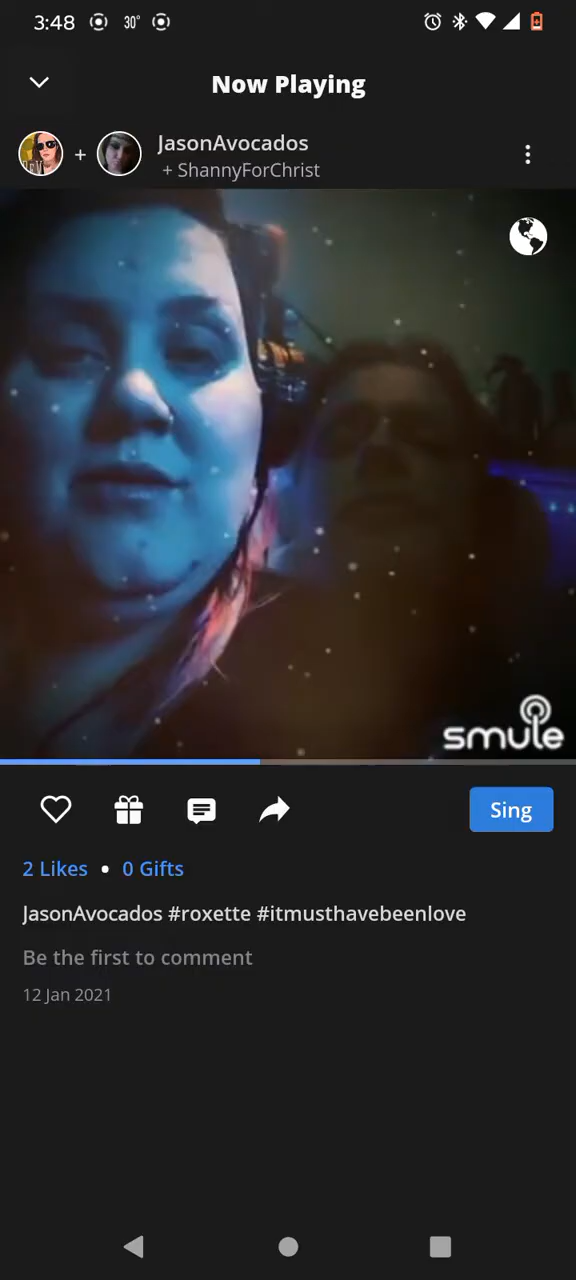 3:48 30°
Now Playing
+ JasonAvocados
+ ShannyForChrist
smule
Sing
2 Likes • 0 Gifts
JasonAvocados #roxette #itmusthavebeenlove
Be the first to comment
12 Jan 2021